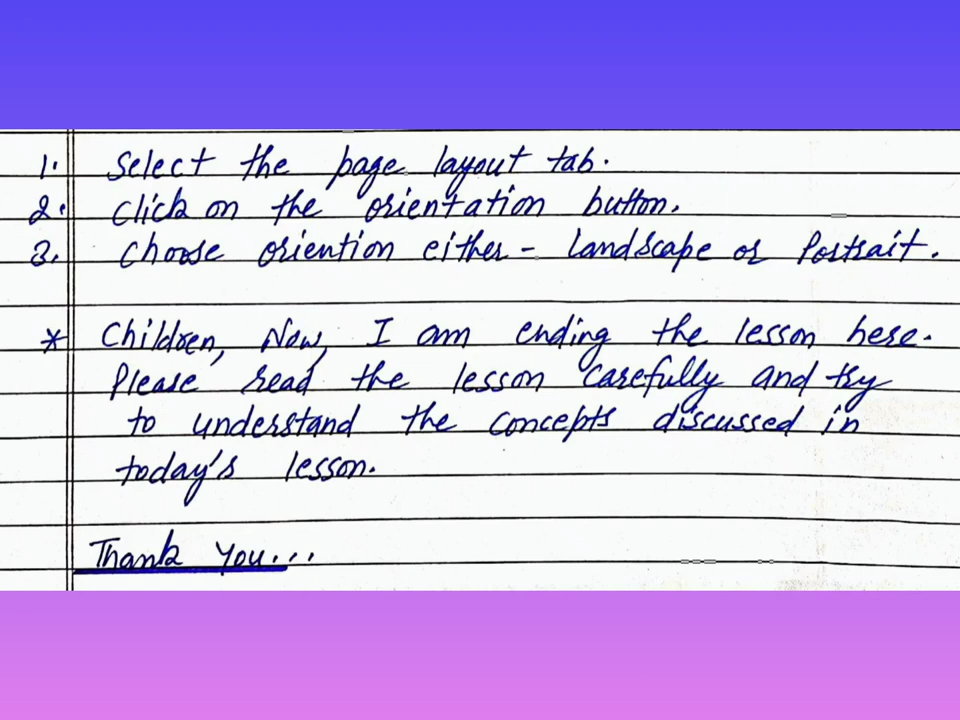 1. Select the page layout tab.
2. Click on the orientation button.
3. Choose oriention either - landscape or Portrait.
* Children, Now, I am ending the lesson here.
Please read the lesson carefully and try
to understand the concepts discussed in
today's lesson.
Thank you...